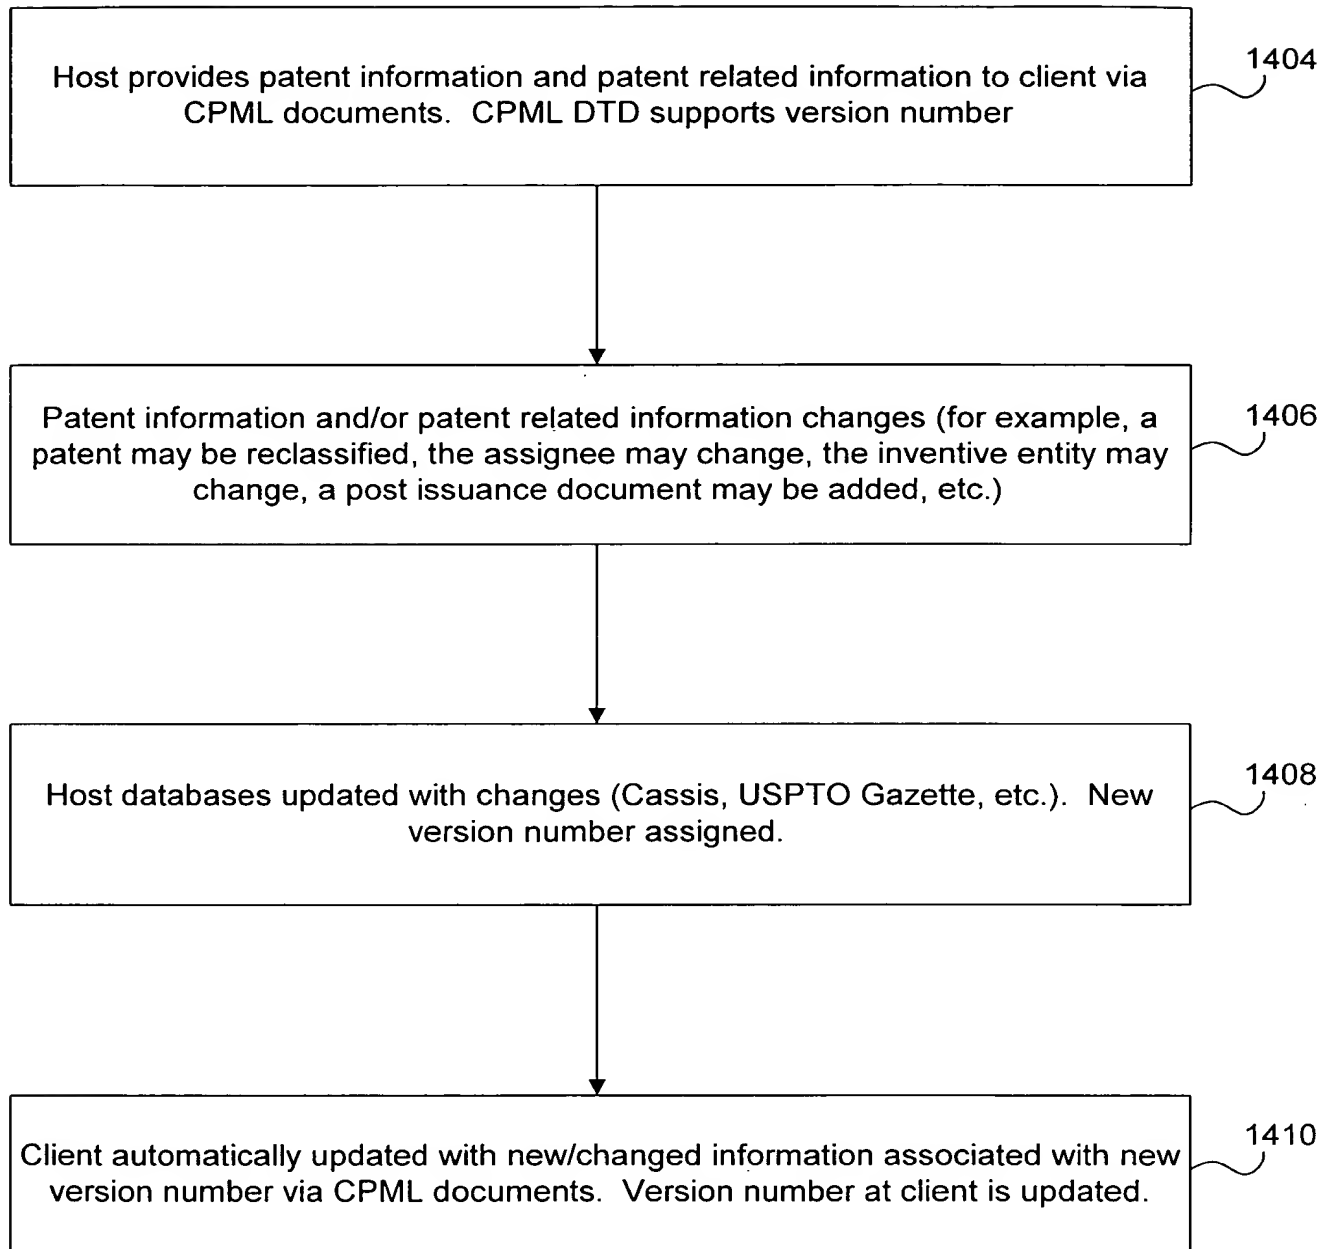 Host provides patent information and patent related information to client via
CPML documents.  CPML DTD supports version number
1404
Patent information and/or patent related information changes (for example, a
patent may be reclassified, the assignee may change, the inventive entity may
change, a post issuance document may be added, etc.)
1406
Host databases updated with changes (Cassis, USPTO Gazette, etc.).  New
version number assigned.
1408
Client automatically updated with new/changed information associated with new
version number via CPML documents.  Version number at client is updated.
1410